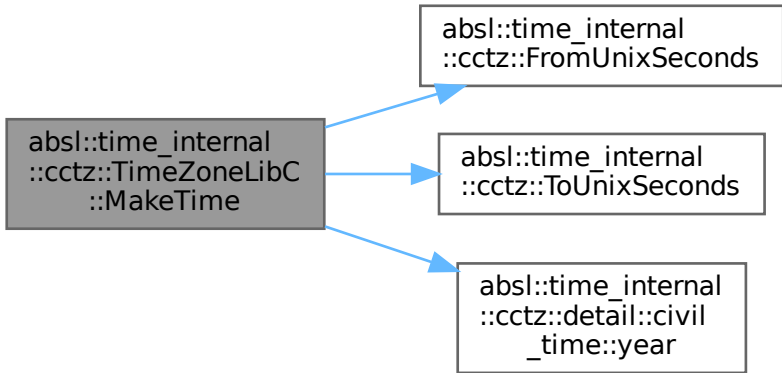 absl::time_internal
::cctz::TimeZoneLibC
::MakeTime
absl::time_internal
::cctz::FromUnixSeconds
absl::time_internal
::cctz::ToUnixSeconds
absl::time_internal
::cctz::detail::civil
_time::year